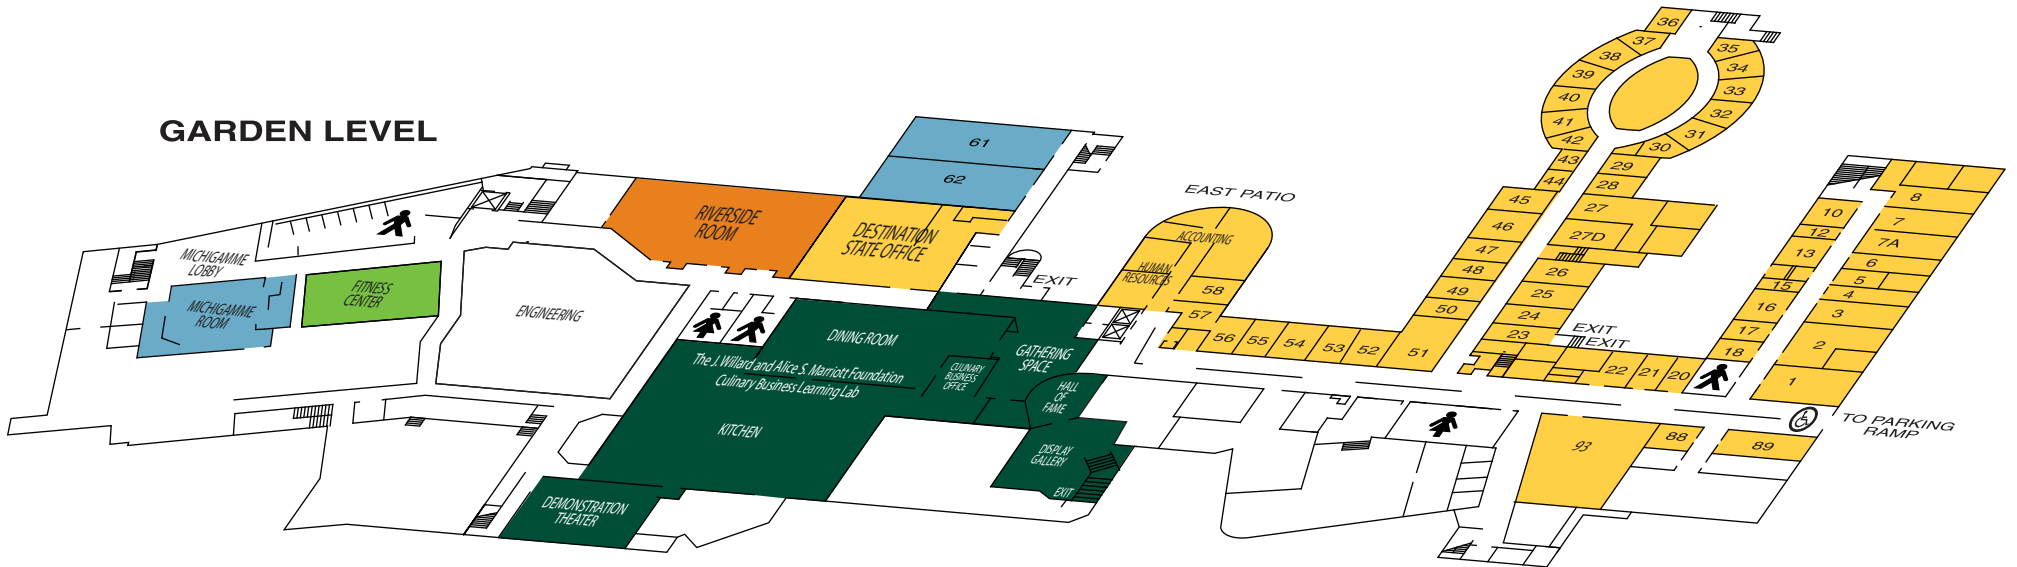 GARDEN LEVEL
MICHIGAMME
LOBBY
MICHIGAMME
ROOM
FITNESS
CENTER
ENGINEERING
RIVERSIDE
ROOM
DESTINATION
STATE OFFICE
61
62
EXIT
DINING ROOM
GATHERING
SPACE
The J. Willard and Alice S. Marriott Foundation
Culinary Business Learning Lab
CULINARY
BUSINESS
OFFICE
HALL
OF
FAME
KITCHEN
DISPLAY
GALLERY
EXIT
DEMONSTRATION
THEATER
EAST PATIO
ACCOUNTING
HUMAN
RESOURCES
58
57
56
55
54
53
52
51
50
49
48
47
46
45
44
43
42
41
40
39
38
37
36
35
34
33
32
31
30
29
28
27
27D
26
25
24
23
EXIT
EXIT
22
21
20
18
17
16
15
13
12
10
8
7
7A
6
5
4
3
2
1
93
88
89
TO PARKING
RAMP